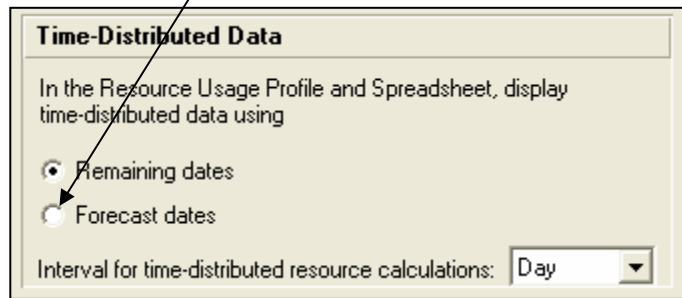 Time-Distributed Data
In the Resource Usage Profile and Spreadsheet, display
time-distributed data using
Remaining dates
Forecast dates
Interval for time-distributed resource calculations: Day